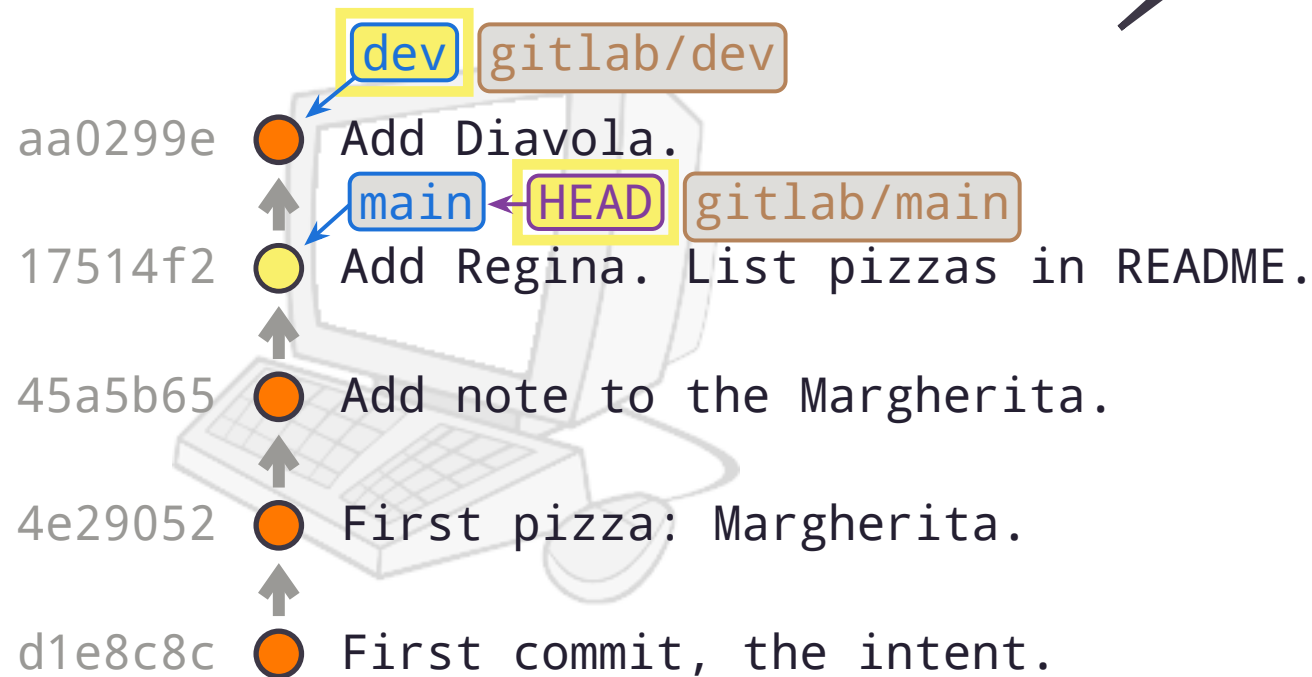 dev gitlab/dev
aa0299e Add Diavola.
main HEAD gitlab/main
17514f2 Add Regina. List pizzas in README.
45a5b65 Add note to the Margherita.
4e29052 First pizza: Margherita.
d1e8c8c First commit, the intent.